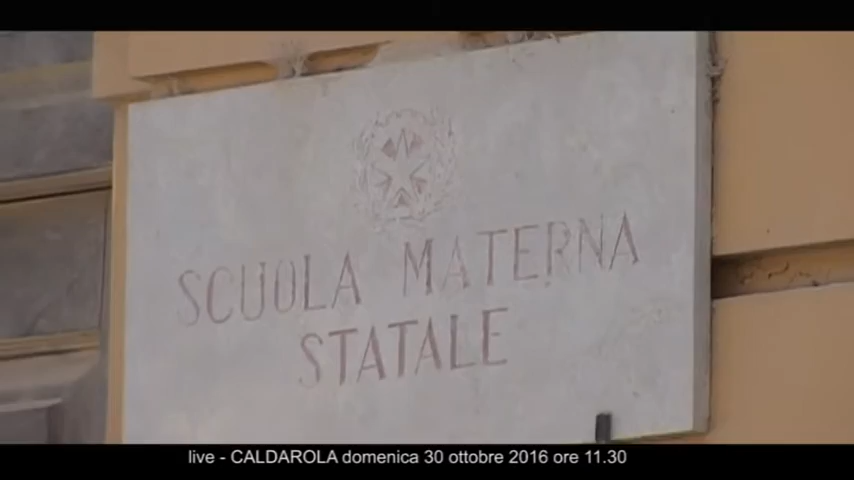 SCUOLA MATERNA
STATALE
live - CALDAROLA domenica 30 ottobre 2016 ore 11.30